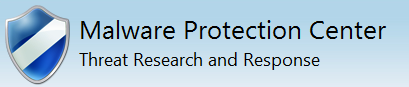 Malware Protection Center
Threat Research and Response